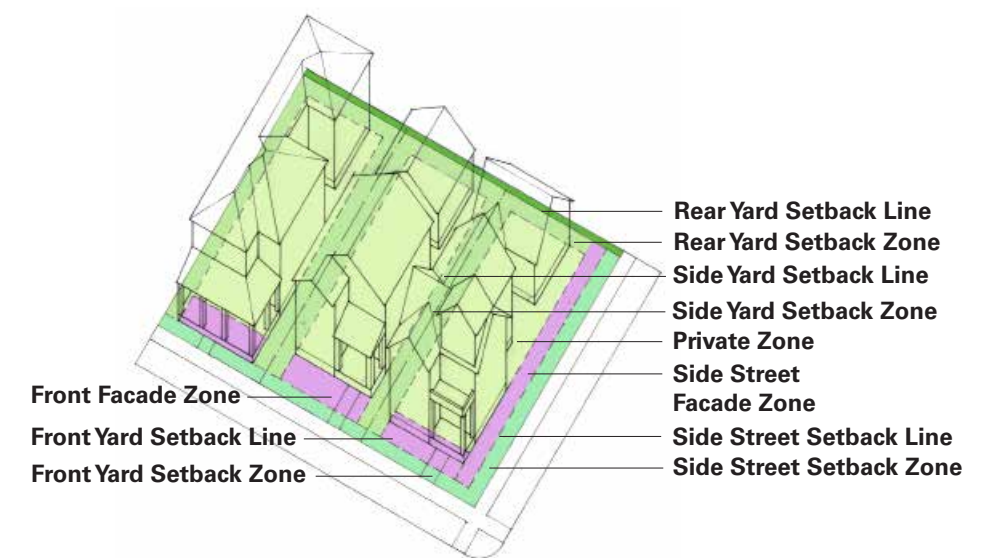 Rear Yard Setback Line
Rear Yard Setback Zone
Side Yard Setback Line
Side Yard Setback Zone
Private Zone
Side Street
Facade Zone
Side Street Setback Line
Side Street Setback Zone
Front Facade Zone
Front Yard Setback Line
Front Yard Setback Zone